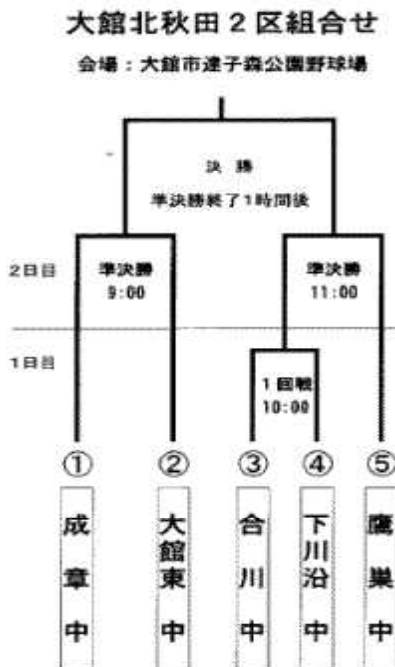 大館北秋田2区組合せ
会場：大館市達子森公園野球場
決勝
準決勝終了1時間後
2日目
準決勝
9:00
準決勝
11:00
1日目
1回戦
10:00
① ② ③ ④ ⑤
成章中
大館東中
合川中
下川沿中
鷹巣中